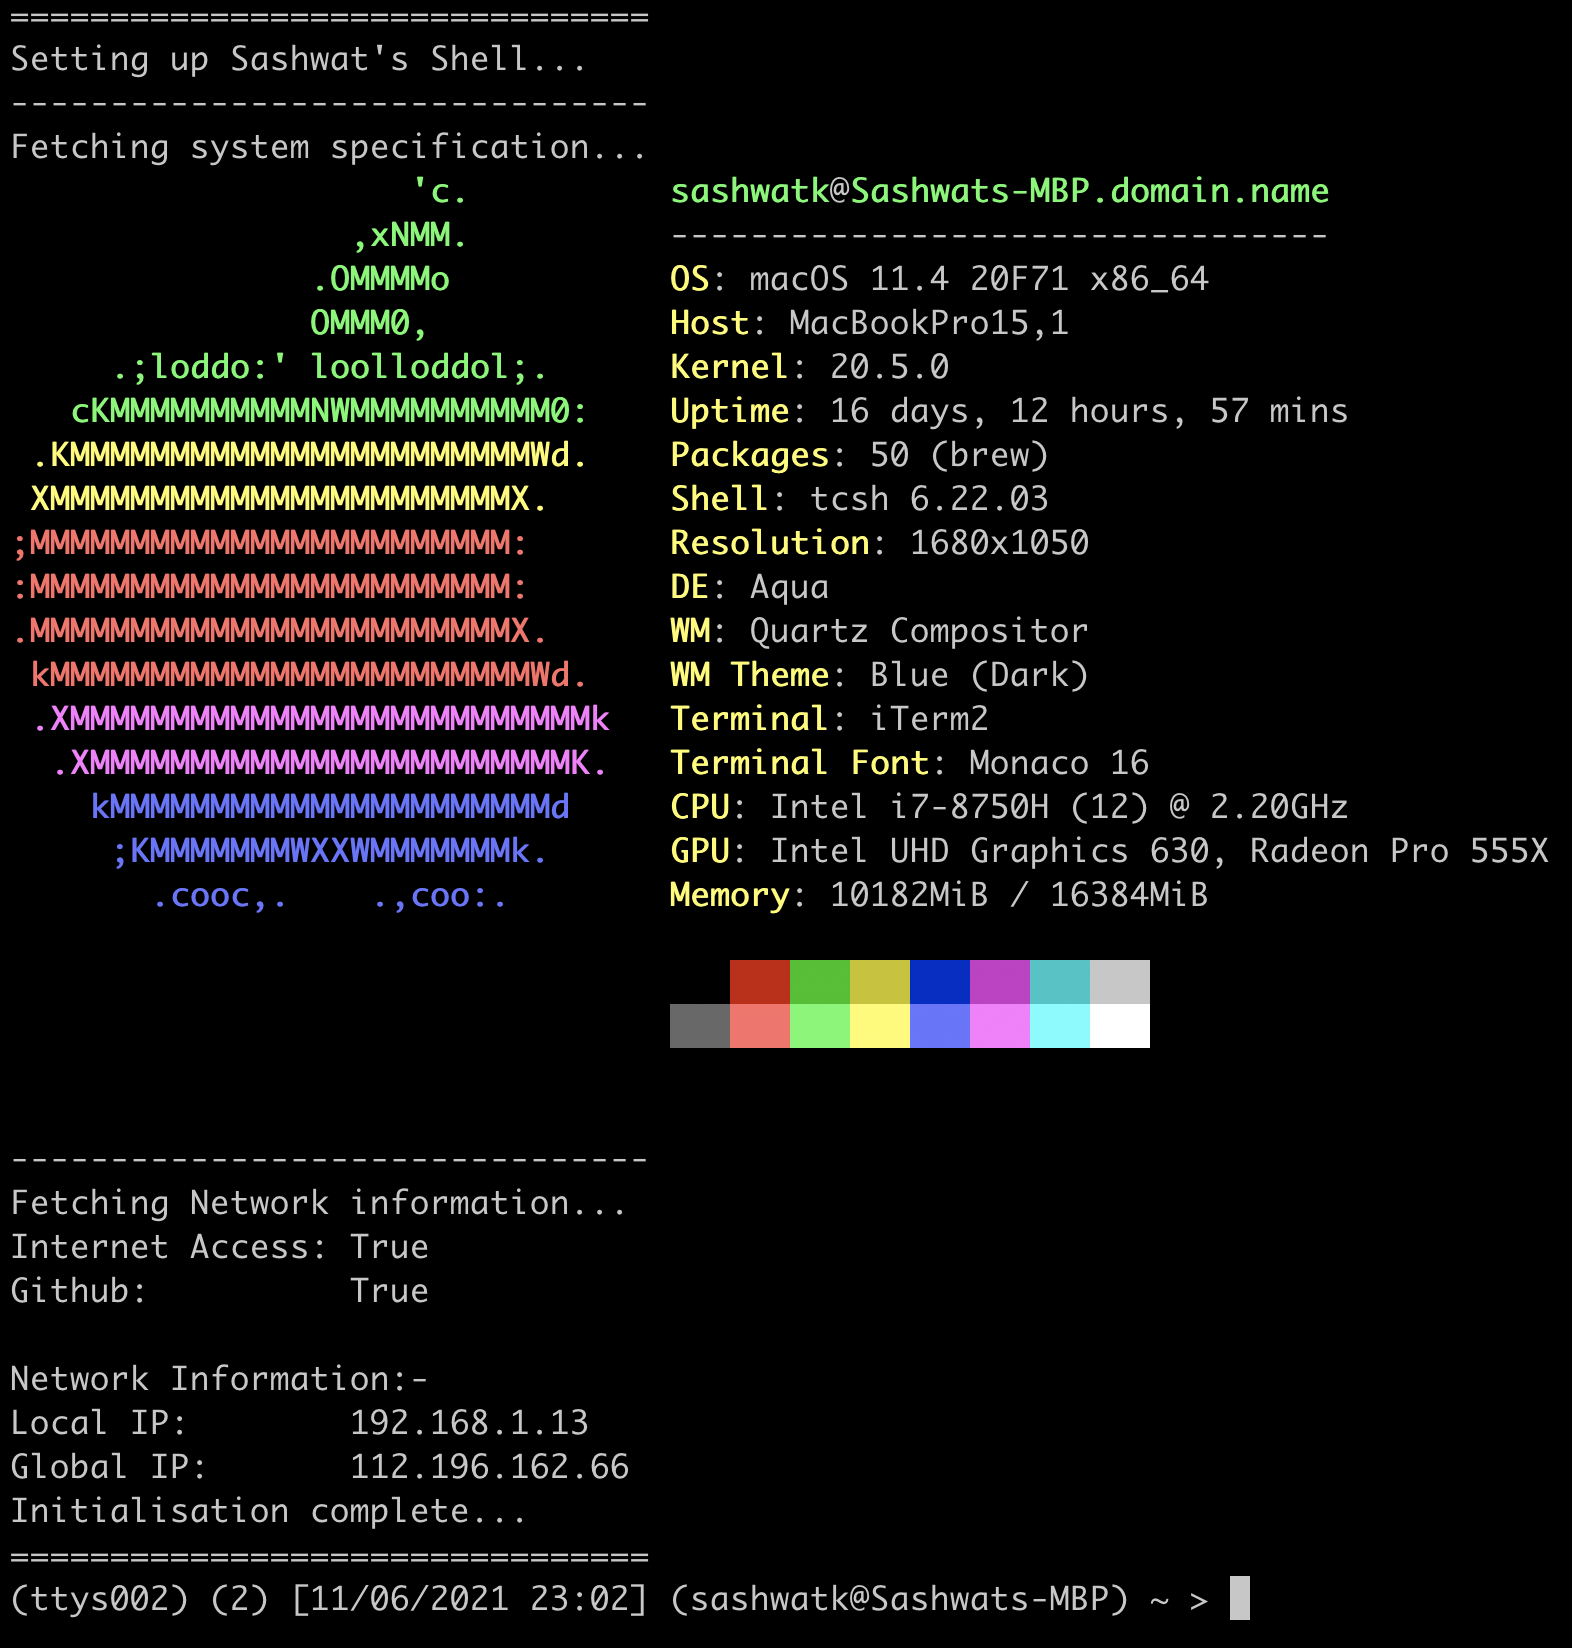 ================================
Setting up Sashwat's Shell...
--------------------------------
Fetching system specification...
                    'c.          sashwatk@Sashwats-MBP.domain.name
                 ,xNMM.          ---------------------------------
               .OMMMMo           OS: macOS 11.4 20F71 x86_64
               OMMM0,            Host: MacBookPro15,1
     .;loddo:' loolloddol;.      Kernel: 20.5.0
   cKMMMMMMMMMMNWMMMMMMMMMM0:    Uptime: 16 days, 12 hours, 57 mins
 .KMMMMMMMMMMMMMMMMMMMMMMMWd.    Packages: 50 (brew)
 XMMMMMMMMMMMMMMMMMMMMMMMX.      Shell: tcsh 6.22.03
;MMMMMMMMMMMMMMMMMMMMMMMM:       Resolution: 1680x1050
:MMMMMMMMMMMMMMMMMMMMMMMM:       DE: Aqua
.MMMMMMMMMMMMMMMMMMMMMMMMX.      WM: Quartz Compositor
 kMMMMMMMMMMMMMMMMMMMMMMMMWd.    WM Theme: Blue (Dark)
 .XMMMMMMMMMMMMMMMMMMMMMMMMMMk   Terminal: iTerm2
  .XMMMMMMMMMMMMMMMMMMMMMMMMK.   Terminal Font: Monaco 16
    kMMMMMMMMMMMMMMMMMMMMMMd     CPU: Intel i7-8750H (12) @ 2.20GHz
     ;KMMMMMMMWXXWMMMMMMMk.      GPU: Intel UHD Graphics 630, Radeon Pro 555X
       .cooc,.    .,coo:.        Memory: 10182MiB / 16384MiB
--------------------------------
Fetching Network information...
Internet Access: True
Github:          True
Network Information:-
Local IP:        192.168.1.13
Global IP:       112.196.162.66
Initialisation complete...
================================
(ttys002) (2) [11/06/2021 23:02] (sashwatk@Sashwats-MBP) ~ >